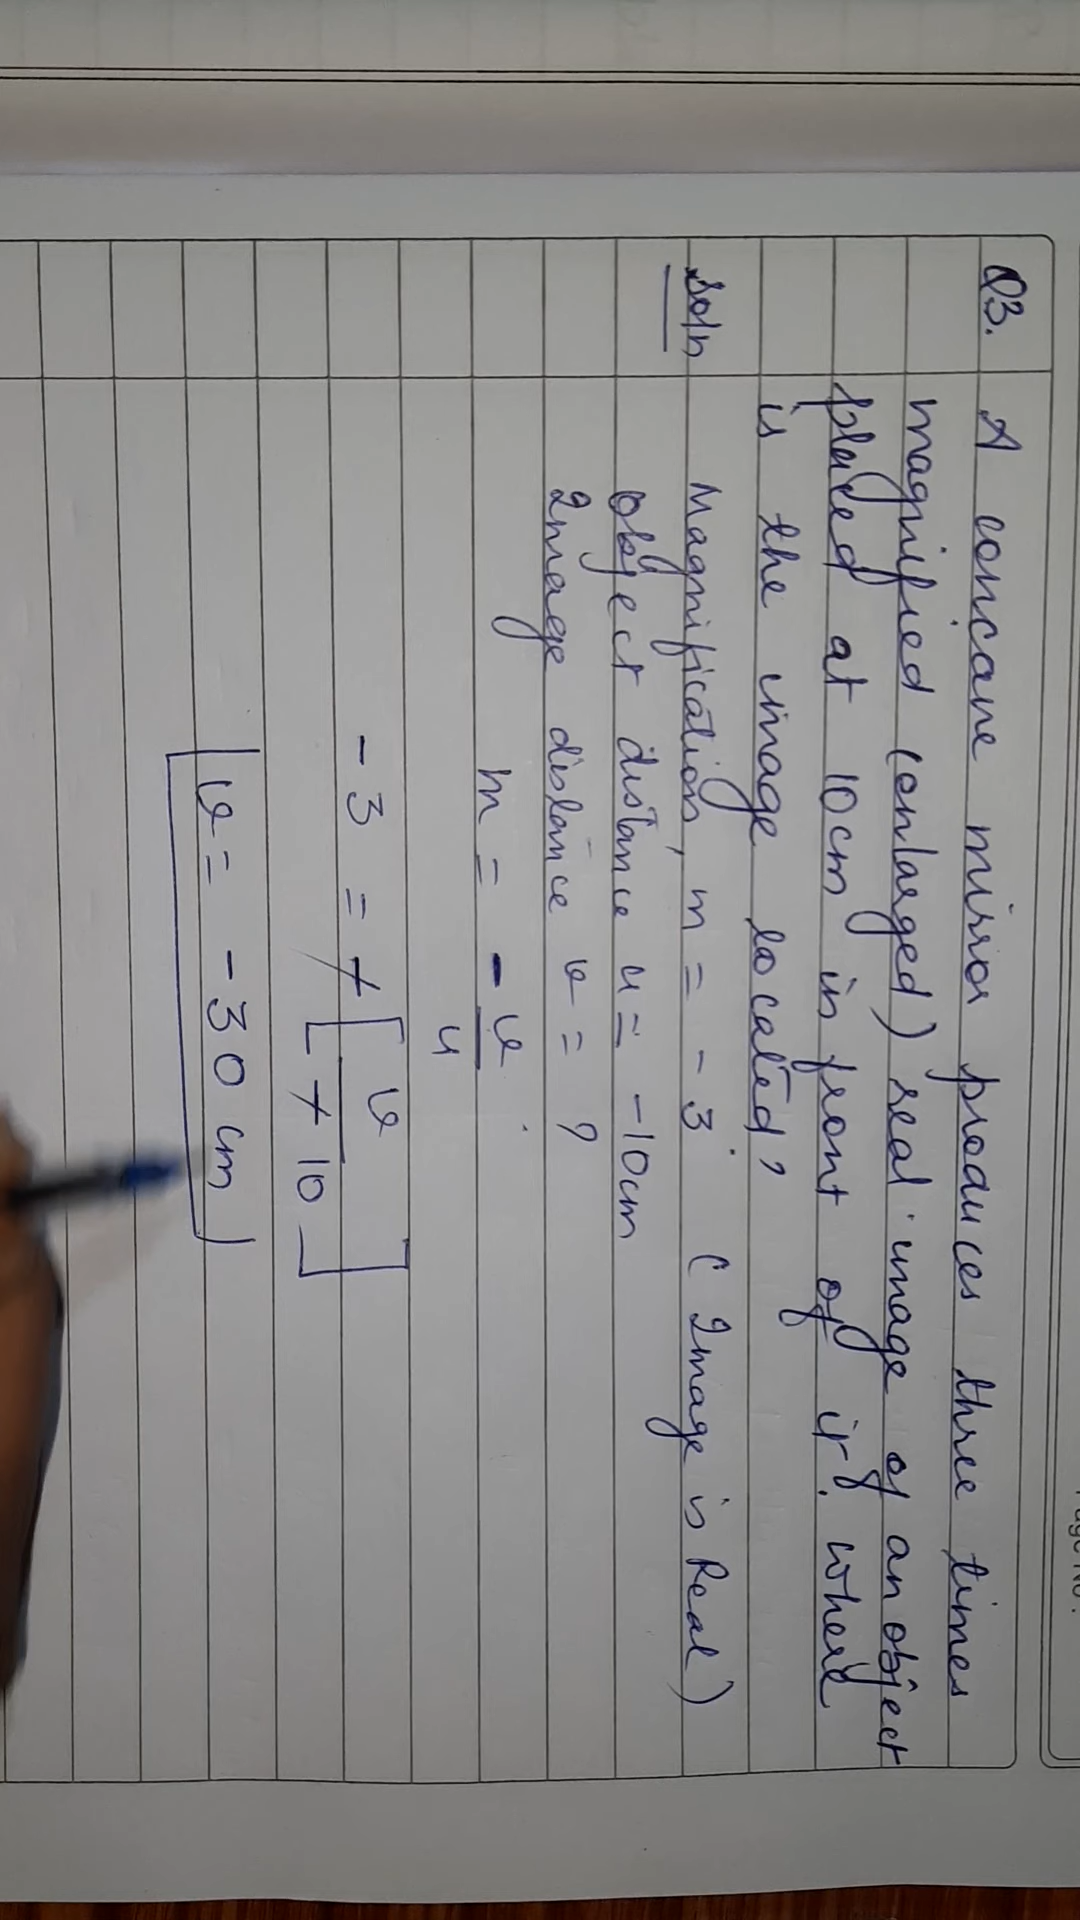 Q3. A concave mirror produces three times
magnified (enlarged) real image of an object
placed at 10cm in front of it. where
is the image located?
Soln Magnification, m = - 3 (Image is Real)
object distance u = -10cm
Image distance v = ?
m = - v/u
- 3 = - [v / - 10]
v = - 30 cm